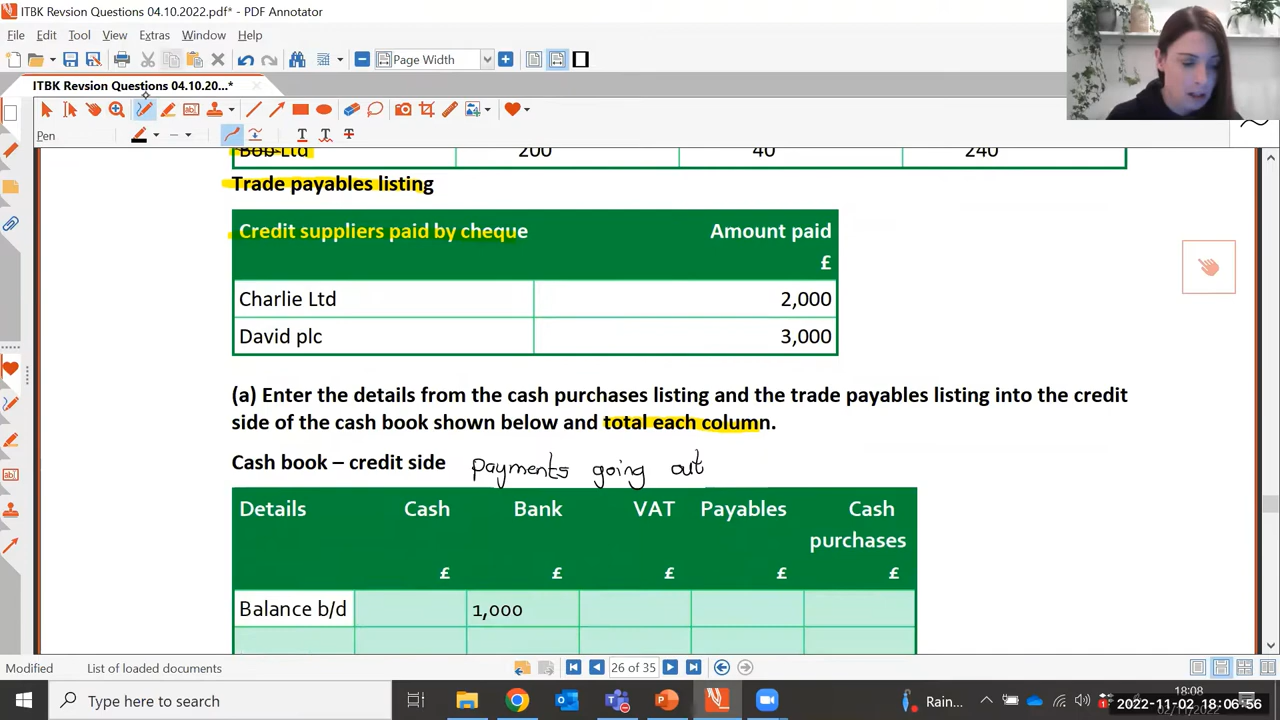 ITBK Revsion Questions 04.10.2022.pdf* - PDF Annotator
File Edit Tool View Extras Window Help
Page Width
ITBK Revsion Questions 04.10.20...*
Pen
Bob Ltd 200 40 240
Trade payables listing
Credit suppliers paid by cheque Amount paid
£
Charlie Ltd 2,000
David plc 3,000
(a) Enter the details from the cash purchases listing and the trade payables listing into the credit
side of the cash book shown below and total each column.
Cash book – credit side payments going out
Details Cash Bank VAT Payables Cash
purchases
£ £ £ £ £
Balance b/d 1,000
Modified List of loaded documents 26 of 35
Type here to search Rain... 18:08
2022-11-02 18:06:56